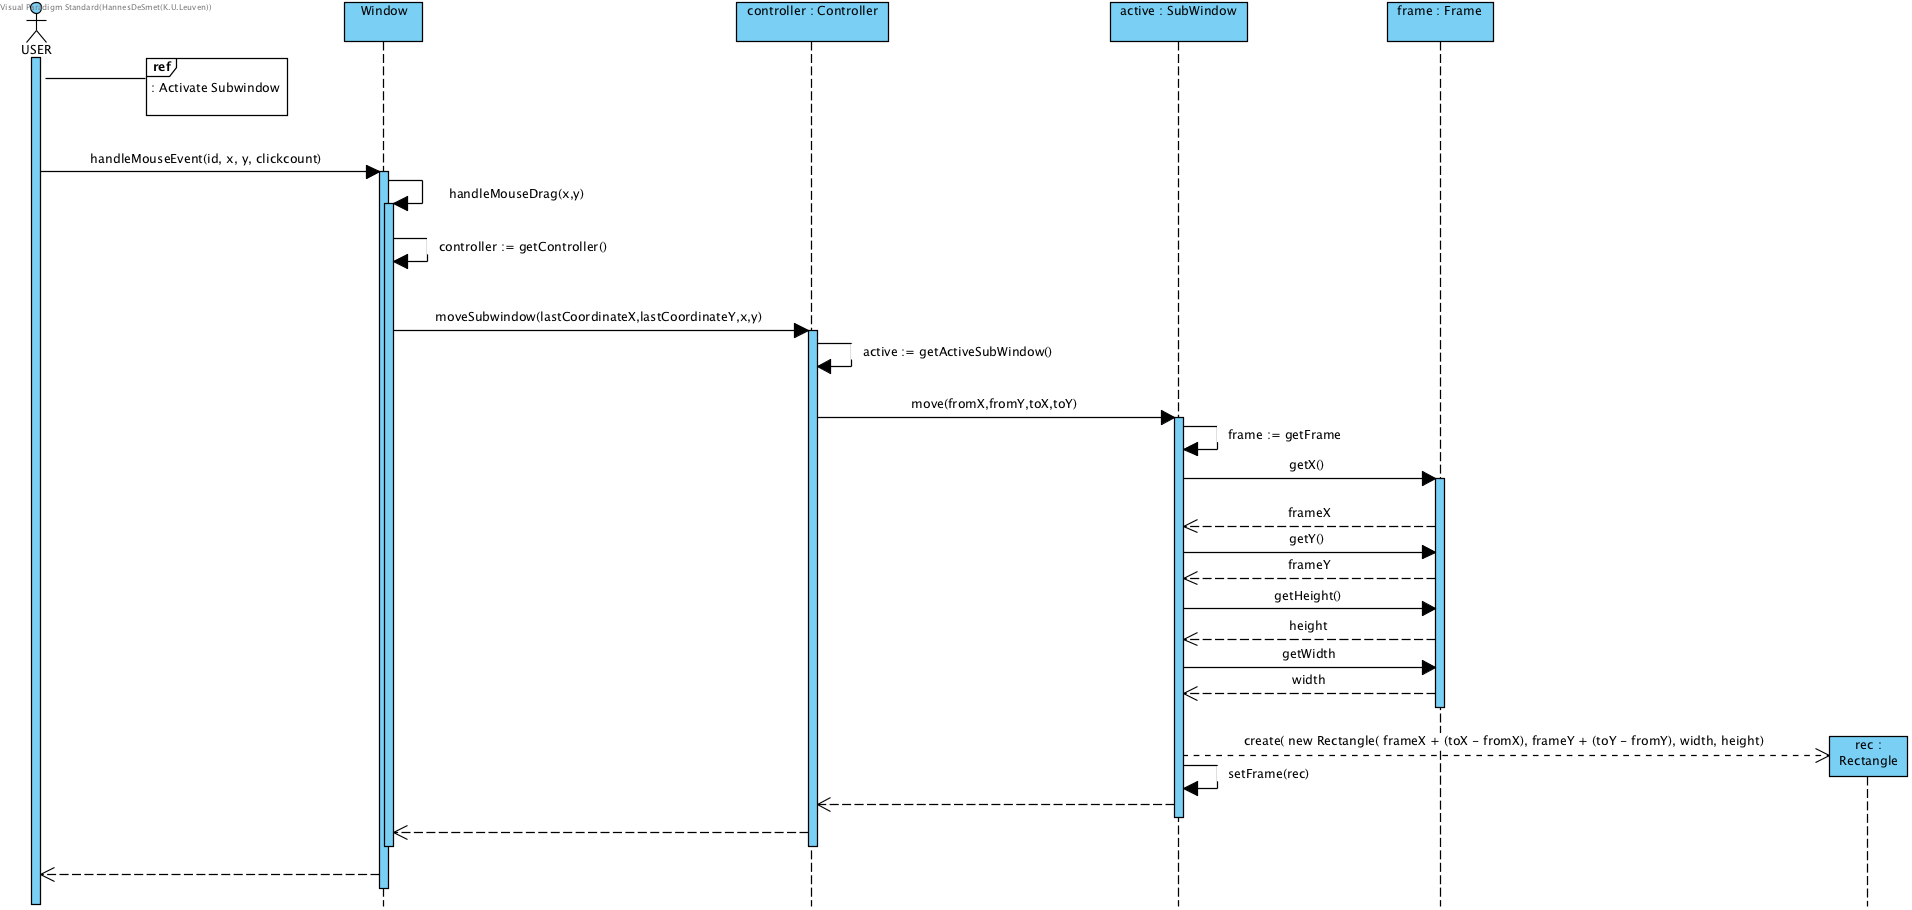 Visual Paradigm Standard(HannesDeSmet(K.U.Leuven))
USER
Window
controller : Controller
active : SubWindow
frame : Frame
ref
: Activate Subwindow
handleMouseEvent(id, x, y, clickcount)
handleMouseDrag(x,y)
controller := getController()
moveSubwindow(lastCoordinateX,lastCoordinateY,x,y)
active := getActiveSubWindow()
move(fromX,fromY,toX,toY)
frame := getFrame
getX()
frameX
getY()
frameY
getHeight()
height
getWidth
width
create( new Rectangle( frameX + (toX - fromX), frameY + (toY - fromY), width, height)
rec :
Rectangle
setFrame(rec)